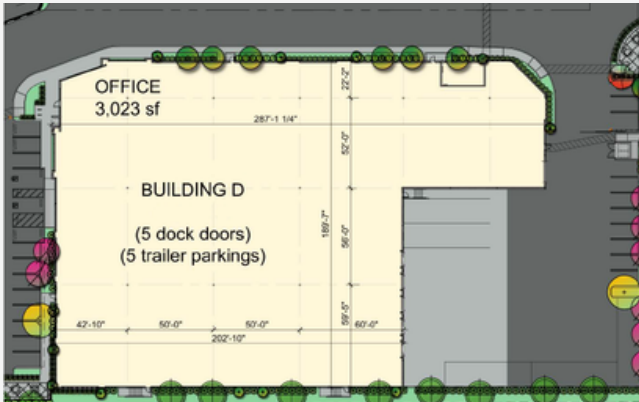 OFFICE
3,023 sf
22'-2"
287'-1 1/4"
52'-0"
BUILDING D
189'-7"
(5 dock doors)
(5 trailer parkings)
56'-0"
59'-5"
42'-10"
50'-0"
50'-0"
60'-0"
202'-10"